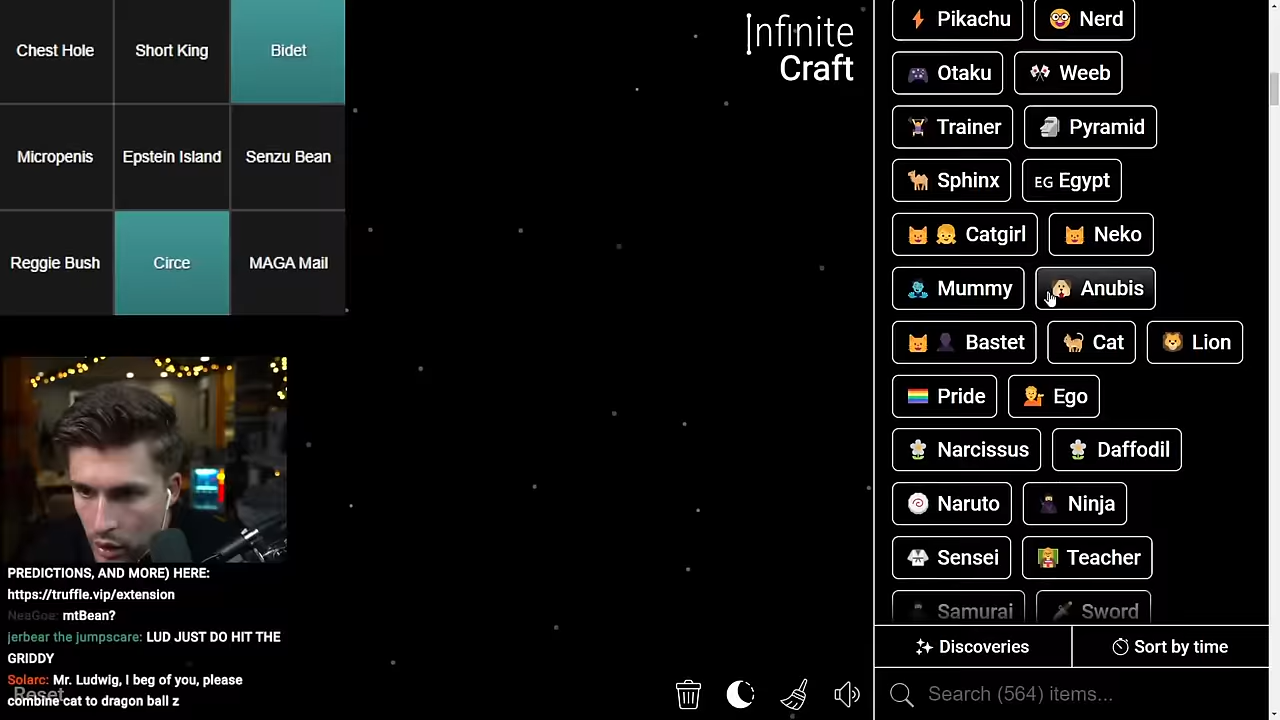 Chest Hole
Short King
Bidet
Micropenis
Epstein Island
Senzu Bean
Reggie Bush
Circe
MAGA Mail
Infinite
Craft
Pikachu
Nerd
Otaku
Weeb
Trainer
Pyramid
Sphinx
EG Egypt
Catgirl
Neko
Mummy
Anubis
Bastet
Cat
Lion
Pride
Ego
Narcissus
Daffodil
Naruto
Ninja
Sensei
Teacher
Samurai
Sword
Discoveries
Sort by time
Search (564) items...
PREDICTIONS, AND MORE) HERE:
https://truffle.vip/extension
NeaGoe: mtBean?
jerbear the jumpscare: LUD JUST DO HIT THE
GRIDDY
Solarc: Mr. Ludwig, I beg of you, please
combine cat to dragon ball z
Reset